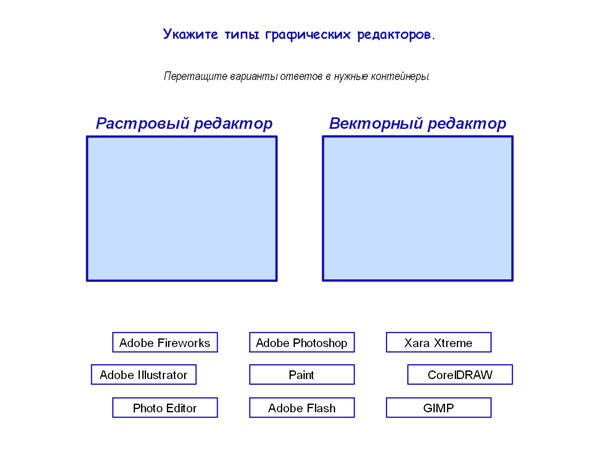 Укажите типы графических редакторов.
Перетащите варианты ответов в нужные контейнеры.
Растровый редактор Векторный редактор
Adobe Fireworks Adobe Photoshop Xara Xtreme
Adobe Illustrator Paint CorelDRAW
Photo Editor Adobe Flash GIMP